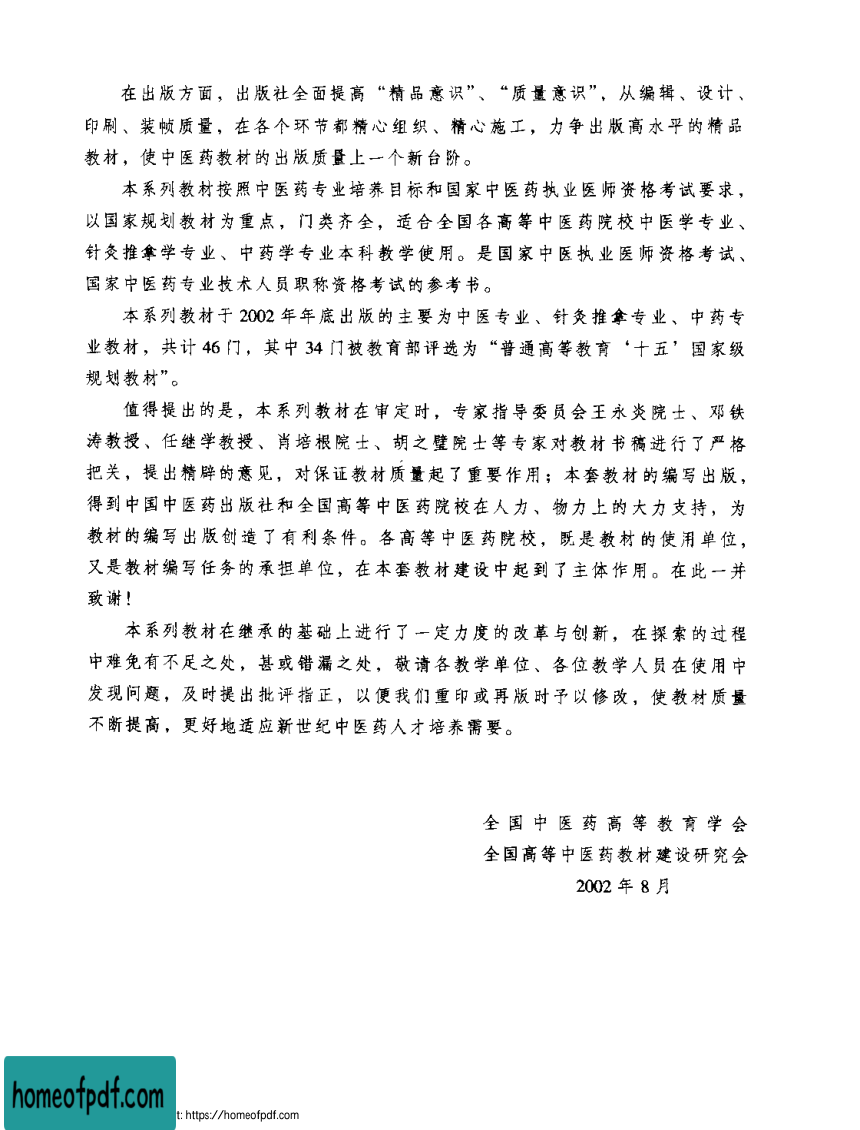 在出版方面，出版社全面提高“精品意识”、“质量意识”，从编辑、设计、
印刷、装帧质量，在各个环节都精心组织、精心施工，力争出版高水平的精品
教材，使中医药教材的出版质量上一个新台阶。
本系列教材按照中医药专业培养目标和国家中医药执业医师资格考试要求，
以国家规划教材为重点，门类齐全，适合全国各高等中医药院校中医学专业、
针灸推拿学专业、中药学专业本科教学使用。是国家中医执业医师资格考试、
国家中医药专业技术人员职称资格考试的参考书。
本系列教材于 2002 年年底出版的主要为中医专业、针灸推拿专业、中药专
业教材，共计 46 门，其中 34 门被教育部评选为“普通高等教育‘十五’国家级
规划教材”。
值得提出的是，本系列教材在审定时，专家指导委员会王永炎院士、邓铁
涛教授、任继学教授、肖培根院士、胡之璧院士等专家对教材书稿进行了严格
把关，提出精辟的意见，对保证教材质量起了重要作用；本套教材的编写出版，
得到中国中医药出版社和全国高等中医药院校在人力、物力上的大力支持，为
教材的编写出版创造了有利条件。各高等中医药院校，既是教材的使用单位，
又是教材编写任务的承担单位，在本套教材建设中起到了主体作用。在此一并
致谢！
本系列教材在继承的基础上进行了一定力度的改革与创新，在探索的过程
中难免有不足之处，甚或错漏之处，敬请各教学单位、各位教学人员在使用中
发现问题，及时提出批评指正，以便我们重印或再版时予以修改，使教材质量
不断提高，更好地适应新世纪中医药人才培养需要。
全国中医药高等教育学会
全国高等中医药教材建设研究会
2002 年 8 月
homeofpdf.com
t: https://homeofpdf.com